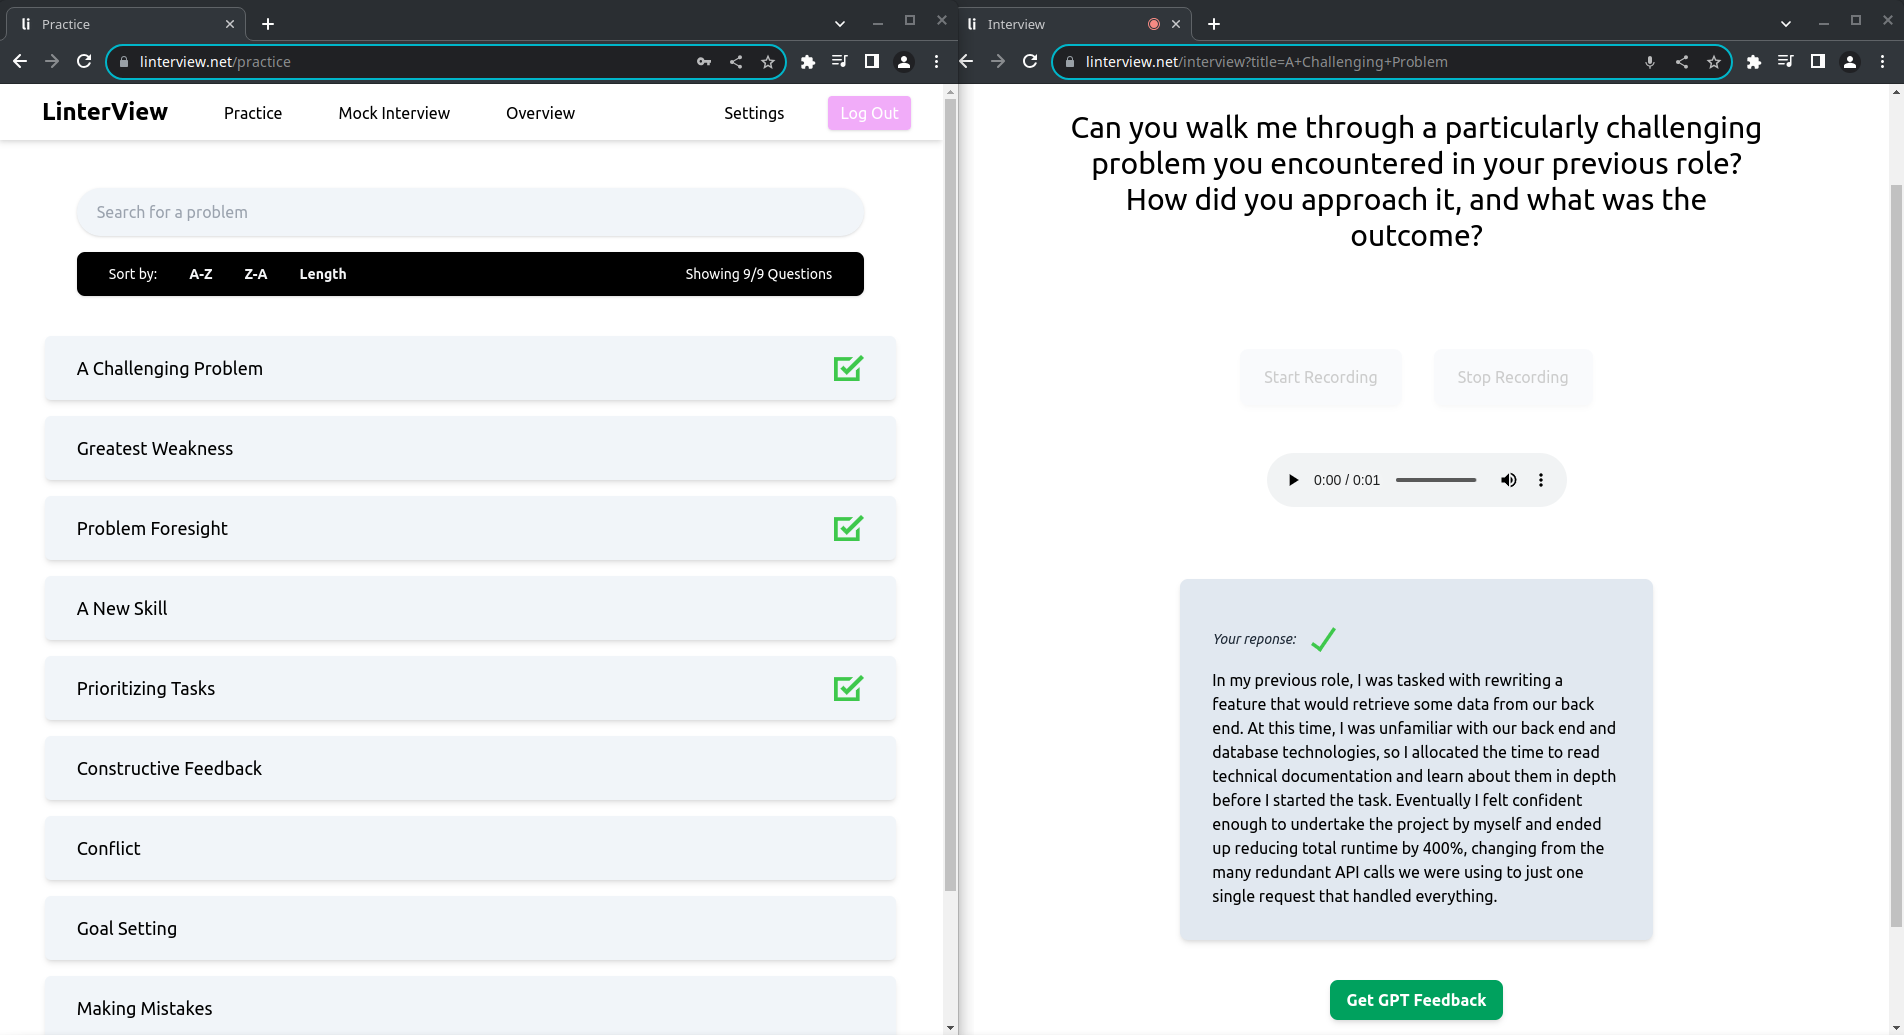 Practice
linterview.net/practice
LinterView Practice Mock Interview Overview Settings Log Out
Search for a problem
Sort by: A-Z Z-A Length Showing 9/9 Questions
A Challenging Problem
Greatest Weakness
Problem Foresight
A New Skill
Prioritizing Tasks
Constructive Feedback
Conflict
Goal Setting
Making Mistakes
Interview
linterview.net/interview?title=A+Challenging+Problem
Can you walk me through a particularly challenging
problem you encountered in your previous role?
How did you approach it, and what was the
outcome?
Start Recording Stop Recording
0:00 / 0:01
Your reponse:
In my previous role, I was tasked with rewriting a
feature that would retrieve some data from our back
end. At this time, I was unfamiliar with our back end and
database technologies, so I allocated the time to read
technical documentation and learn about them in depth
before I started the task. Eventually I felt confident
enough to undertake the project by myself and ended
up reducing total runtime by 400%, changing from the
many redundant API calls we were using to just one
single request that handled everything.
Get GPT Feedback